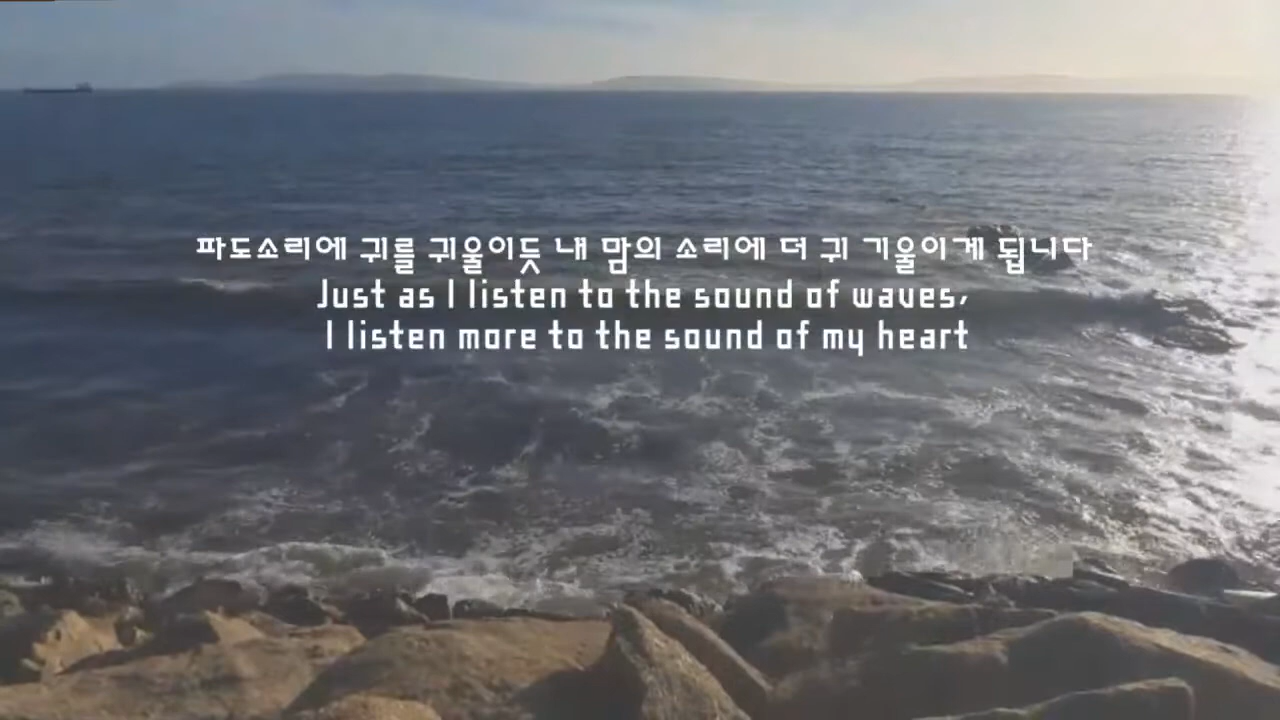 파도소리에 귀를 귀울이듯 내 맘의 소리에 더 귀 기울이게 됩니다
Just as I listen to the sound of waves,
I listen more to the sound of my heart